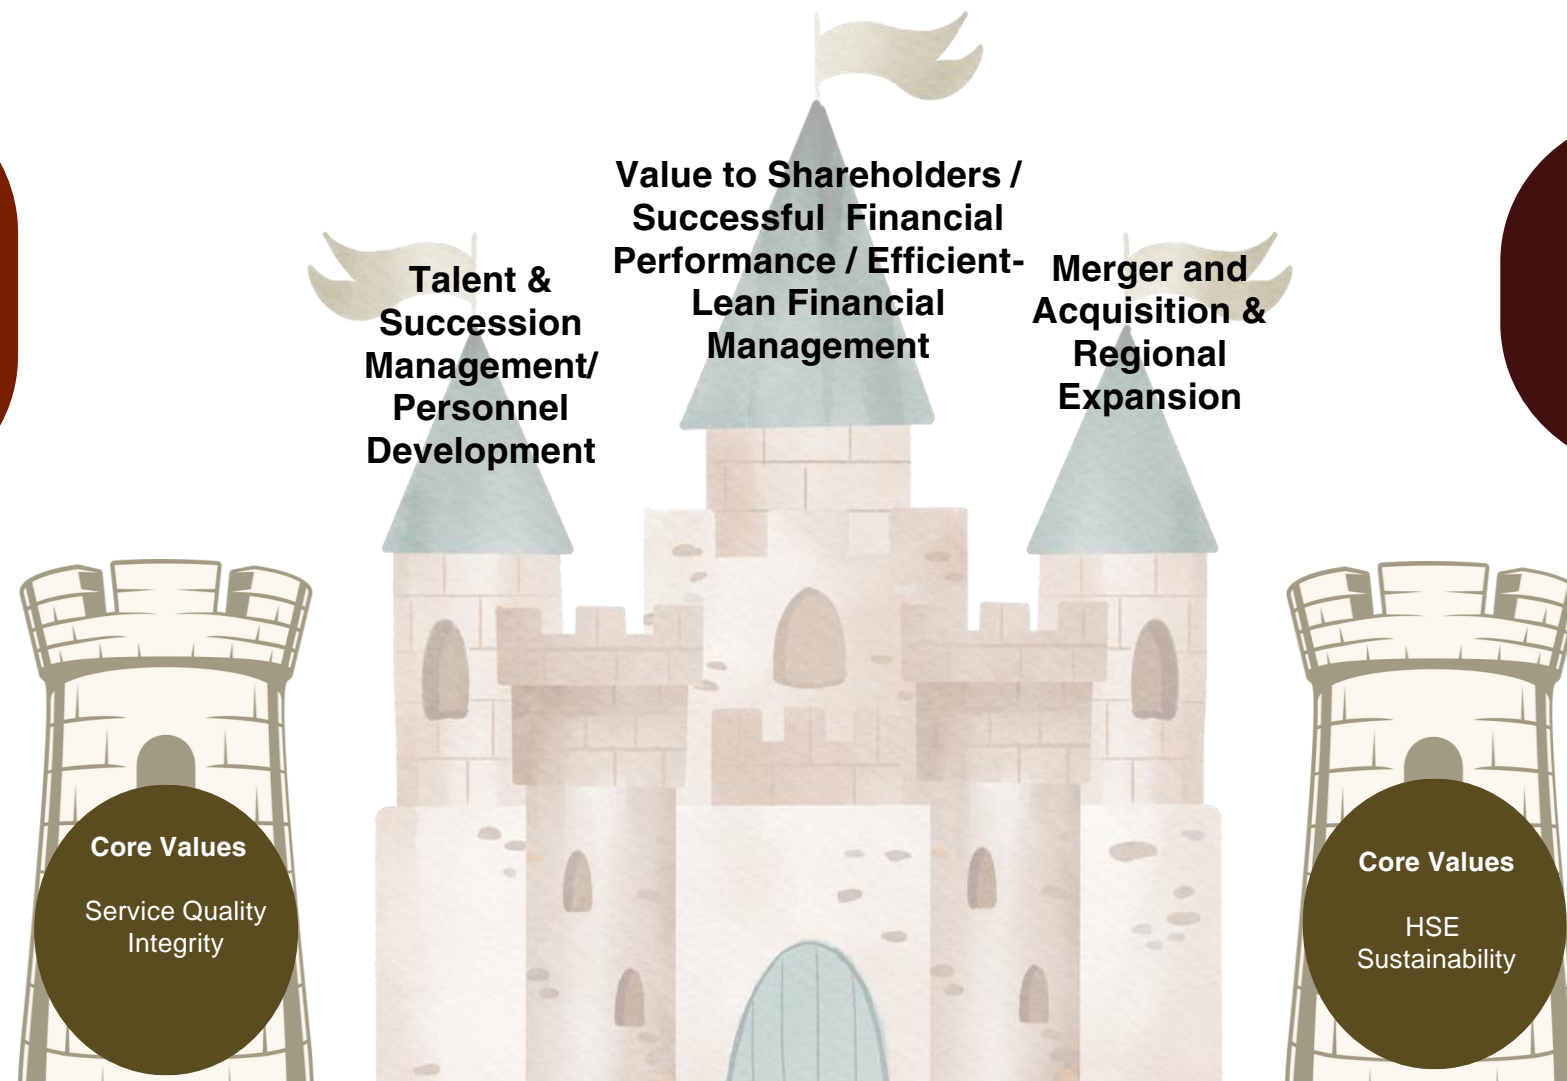 Value to Shareholders /
Successful  Financial
Performance / Efficient-
Lean Financial
Management
Talent &
Succession
Management/
Personnel
Development
Merger and
Acquisition &
Regional
Expansion
Core Values
Service Quality
Integrity
Core Values
HSE
Sustainability